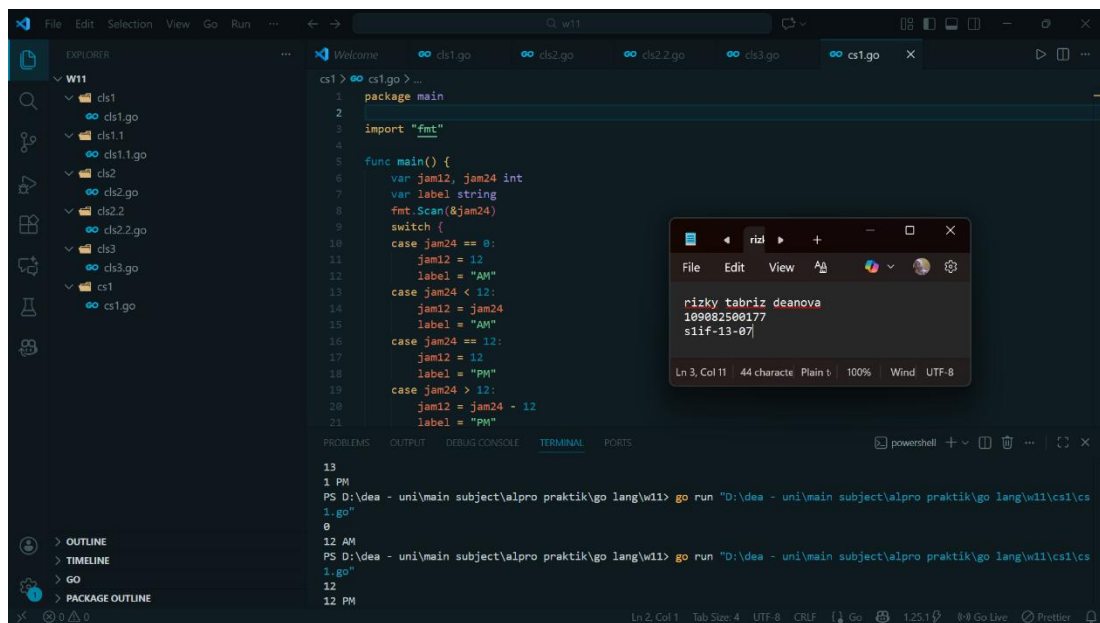 File Edit Selection View Go Run ...
w11
EXPLORER ...
W11
cls1
cls1.go
cls1.1
cls1.1.go
cls2
cls2.go
cls2.2
cls2.2.go
cls3
cls3.go
cs1
cs1.go
OUTLINE
TIMELINE
GO
PACKAGE OUTLINE
Welcome cls1.go cls2.go cls2.2.go cls3.go cs1.go
cs1 > cs1.go > ...
1 package main
2
3 import "fmt"
4
5 func main() {
6 var jam12, jam24 int
7 var label string
8 fmt.Scan(&jam24)
9 switch {
10 case jam24 == 0:
11 jam12 = 12
12 label = "AM"
13 case jam24 < 12:
14 jam12 = jam24
15 label = "AM"
16 case jam24 == 12:
17 jam12 = 12
18 label = "PM"
19 case jam24 > 12:
20 jam12 = jam24 - 12
21 label = "PM"
rizl
File Edit View
rizky tabriz deanova
109082500177
s1if-13-07
Ln 3, Col 11 44 characte Plain t 100% Wind UTF-8
PROBLEMS OUTPUT DEBUG CONSOLE TERMINAL PORTS
powershell
13
1 PM
PS D:\dea - uni\main subject\alpro praktik\go lang\w11> go run "D:\dea - uni\main subject\alpro praktik\go lang\w11\cs1\cs
1.go"
0
12 AM
PS D:\dea - uni\main subject\alpro praktik\go lang\w11> go run "D:\dea - uni\main subject\alpro praktik\go lang\w11\cs1\cs
1.go"
12
12 PM
0 0 Ln 2, Col 1 Tab Size: 4 UTF-8 CRLF {} Go 1.25.1 Go Live Prettier